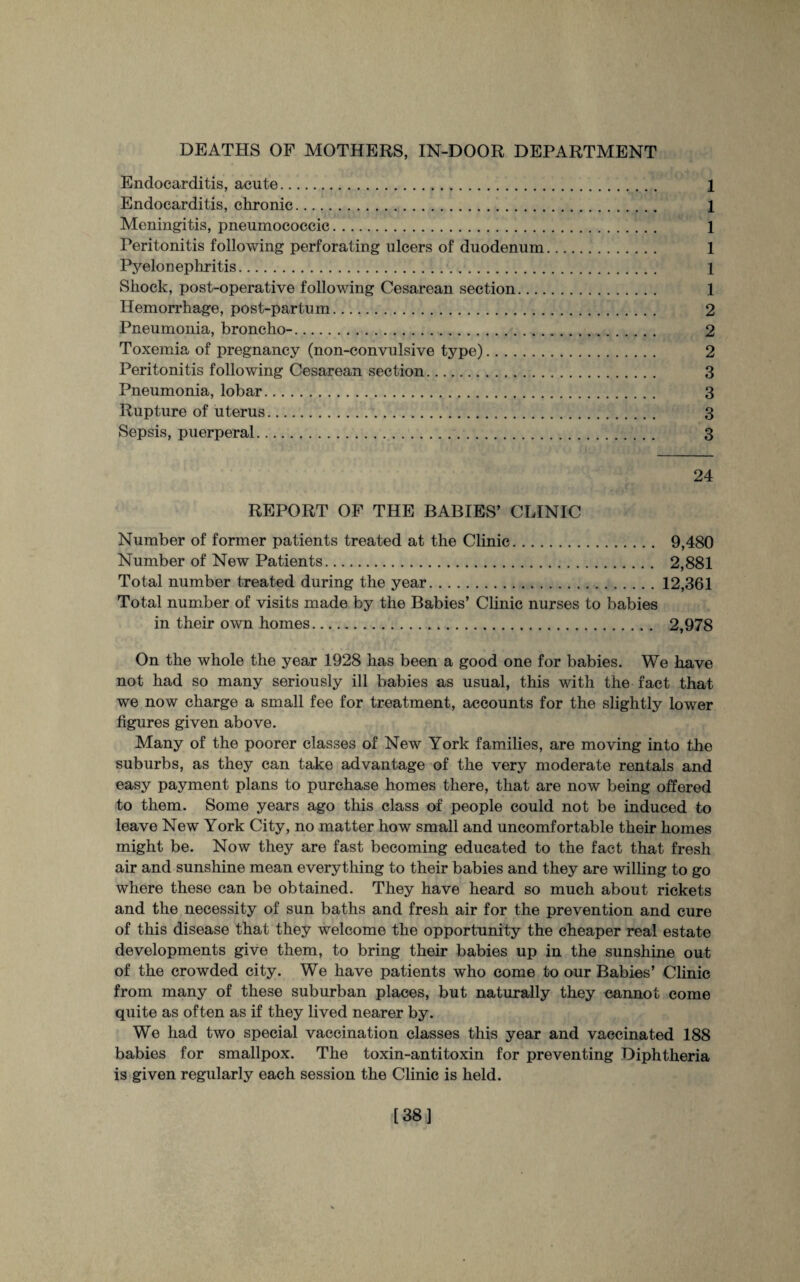 DEATHS OF MOTHERS, IN-DOOR DEPARTMENT
Endocarditis, acute.................................................. 1
Endocarditis, chronic.................................................. 1
Meningitis, pneumococcic.................................................. 1
Peritonitis following perforating ulcers of duodenum.............. 1
Pyelonephritis.................................................. 1
Shock, post-operative following Cesarean section.................. 1
Hemorrhage, post-partum.................................................. 2
Pneumonia, broncho-.................................................. 2
Toxemia of pregnancy (non-convulsive type)...................... 2
Peritonitis following Cesarean section.............................. 3
Pneumonia, lobar.................................................. 3
Rupture of uterus.................................................. 3
Sepsis, puerperal.................................................. 3
24
REPORT OF THE BABIES’ CLINIC
Number of former patients treated at the Clinic.................. 9,480
Number of New Patients.......................................... 2,881
Total number treated during the year............................ 12,361
Total number of visits made by the Babies’ Clinic nurses to babies
in their own homes.......................................... 2,978
On the whole the year 1928 has been a good one for babies. We have
not had so many seriously ill babies as usual, this with the fact that
we now charge a small fee for treatment, accounts for the slightly lower
figures given above.
Many of the poorer classes of New York families, are moving into the
suburbs, as they can take advantage of the very moderate rentals and
easy payment plans to purchase homes there, that are now being offered
to them. Some years ago this class of people could not be induced to
leave New York City, no matter how small and uncomfortable their homes
might be. Now they are fast becoming educated to the fact that fresh
air and sunshine mean everything to their babies and they are willing to go
where these can be obtained. They have heard so much about rickets
and the necessity of sun baths and fresh air for the prevention and cure
of this disease that they welcome the opportunity the cheaper real estate
developments give them, to bring their babies up in the sunshine out
of the crowded city. We have patients who come to our Babies’ Clinic
from many of these suburban places, but naturally they cannot come
quite as often as if they lived nearer by.
We had two special vaccination classes this year and vaccinated 188
babies for smallpox. The toxin-antitoxin for preventing Diphtheria
is given regularly each session the Clinic is held.
[38]